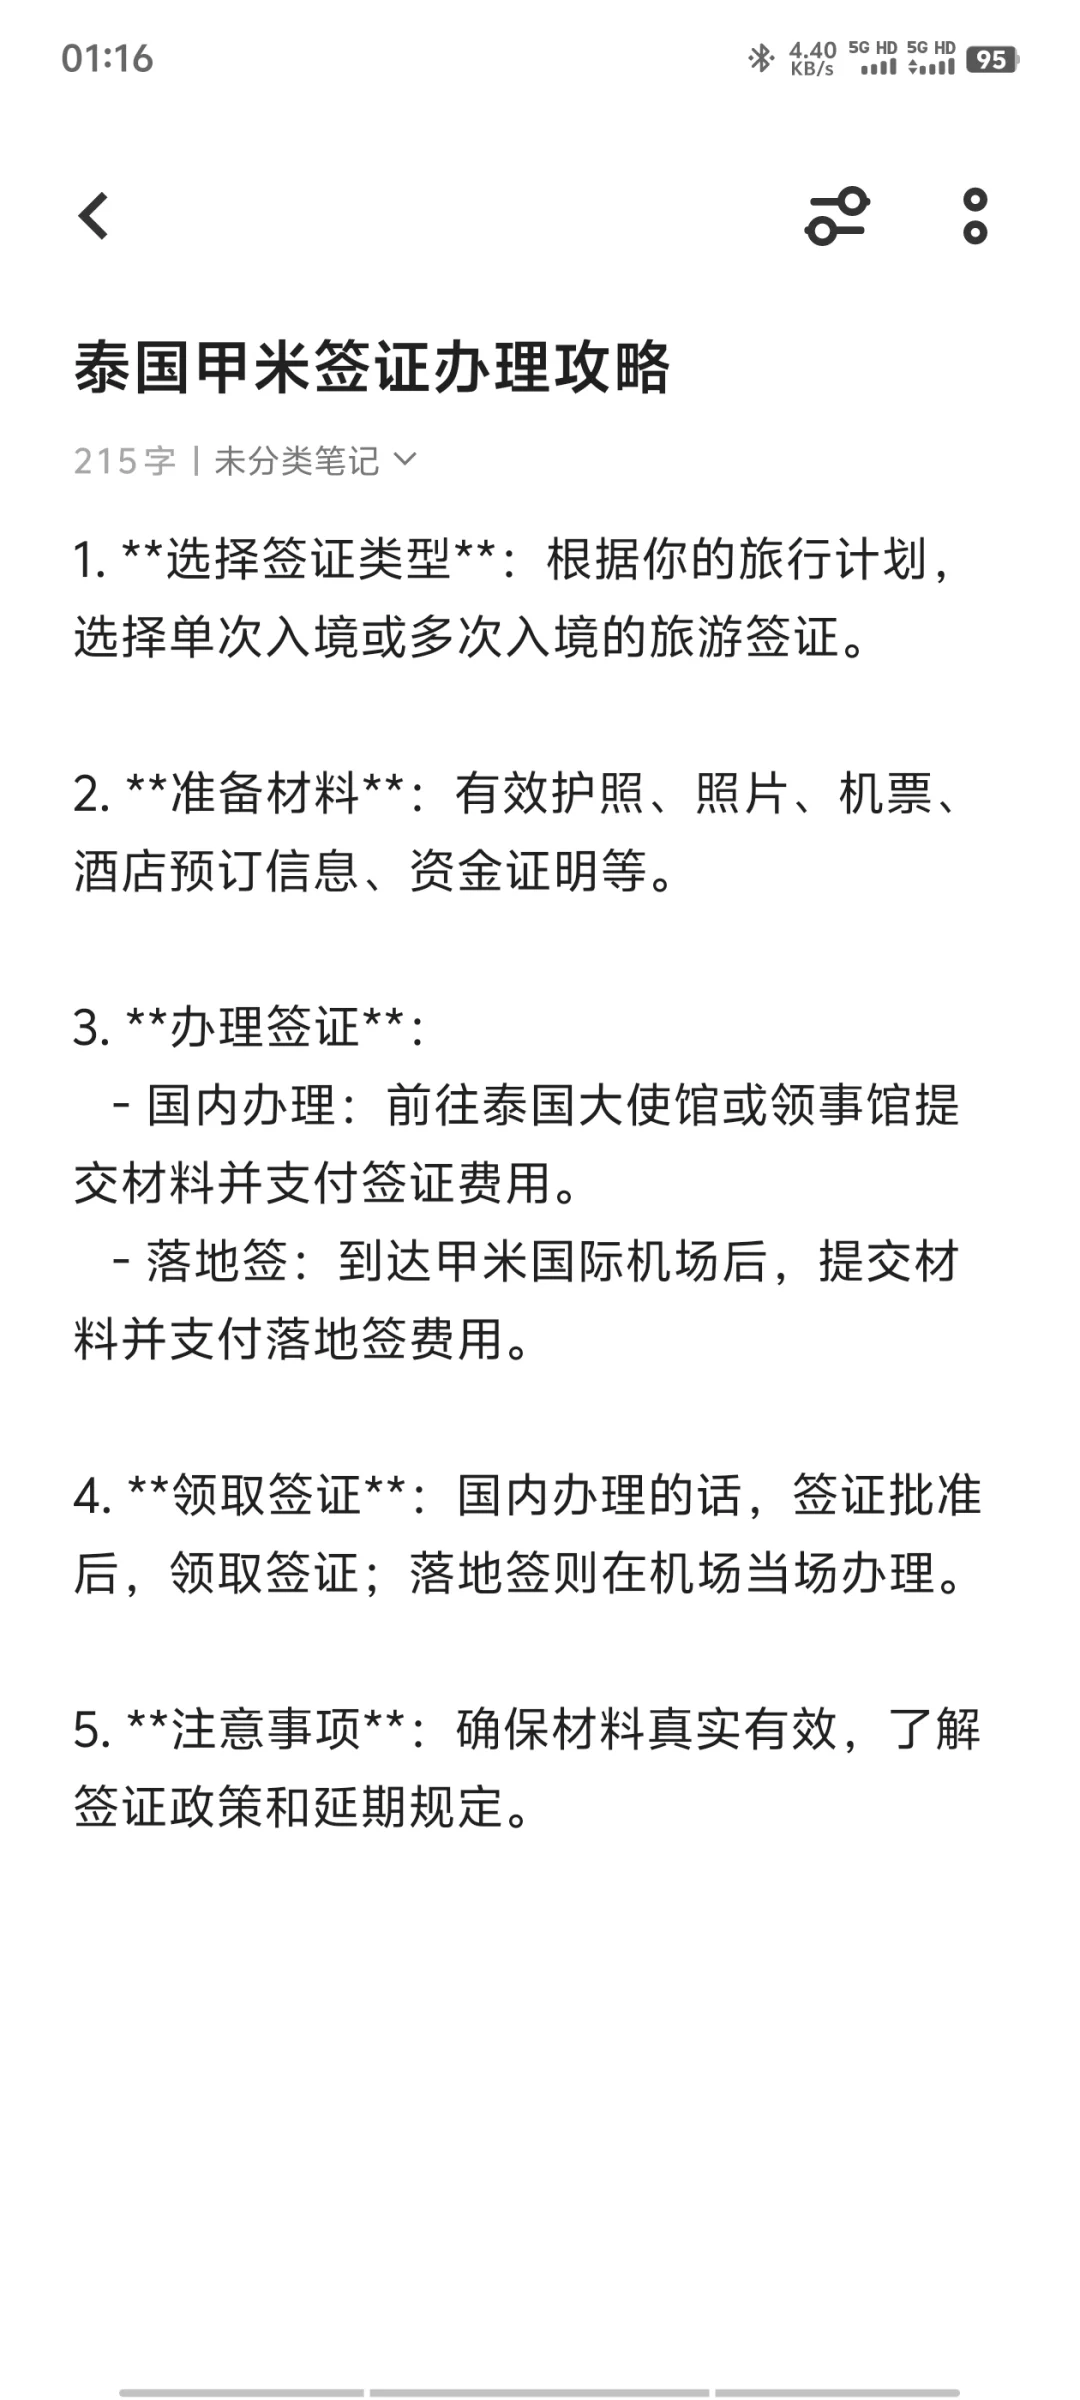 01:16
4.40 KB/s 5G HD 5G HD 95
泰国甲米签证办理攻略
215字 | 未分类笔记
1. **选择签证类型**：根据你的旅行计划，
选择单次入境或多次入境的旅游签证。
2. **准备材料**：有效护照、照片、机票、
酒店预订信息、资金证明等。
3. **办理签证**：
- 国内办理：前往泰国大使馆或领事馆提
交材料并支付签证费用。
- 落地签：到达甲米国际机场后，提交材
料并支付落地签费用。
4. **领取签证**：国内办理的话，签证批准
后，领取签证；落地签则在机场当场办理。
5. **注意事项**：确保材料真实有效，了解
签证政策和延期规定。